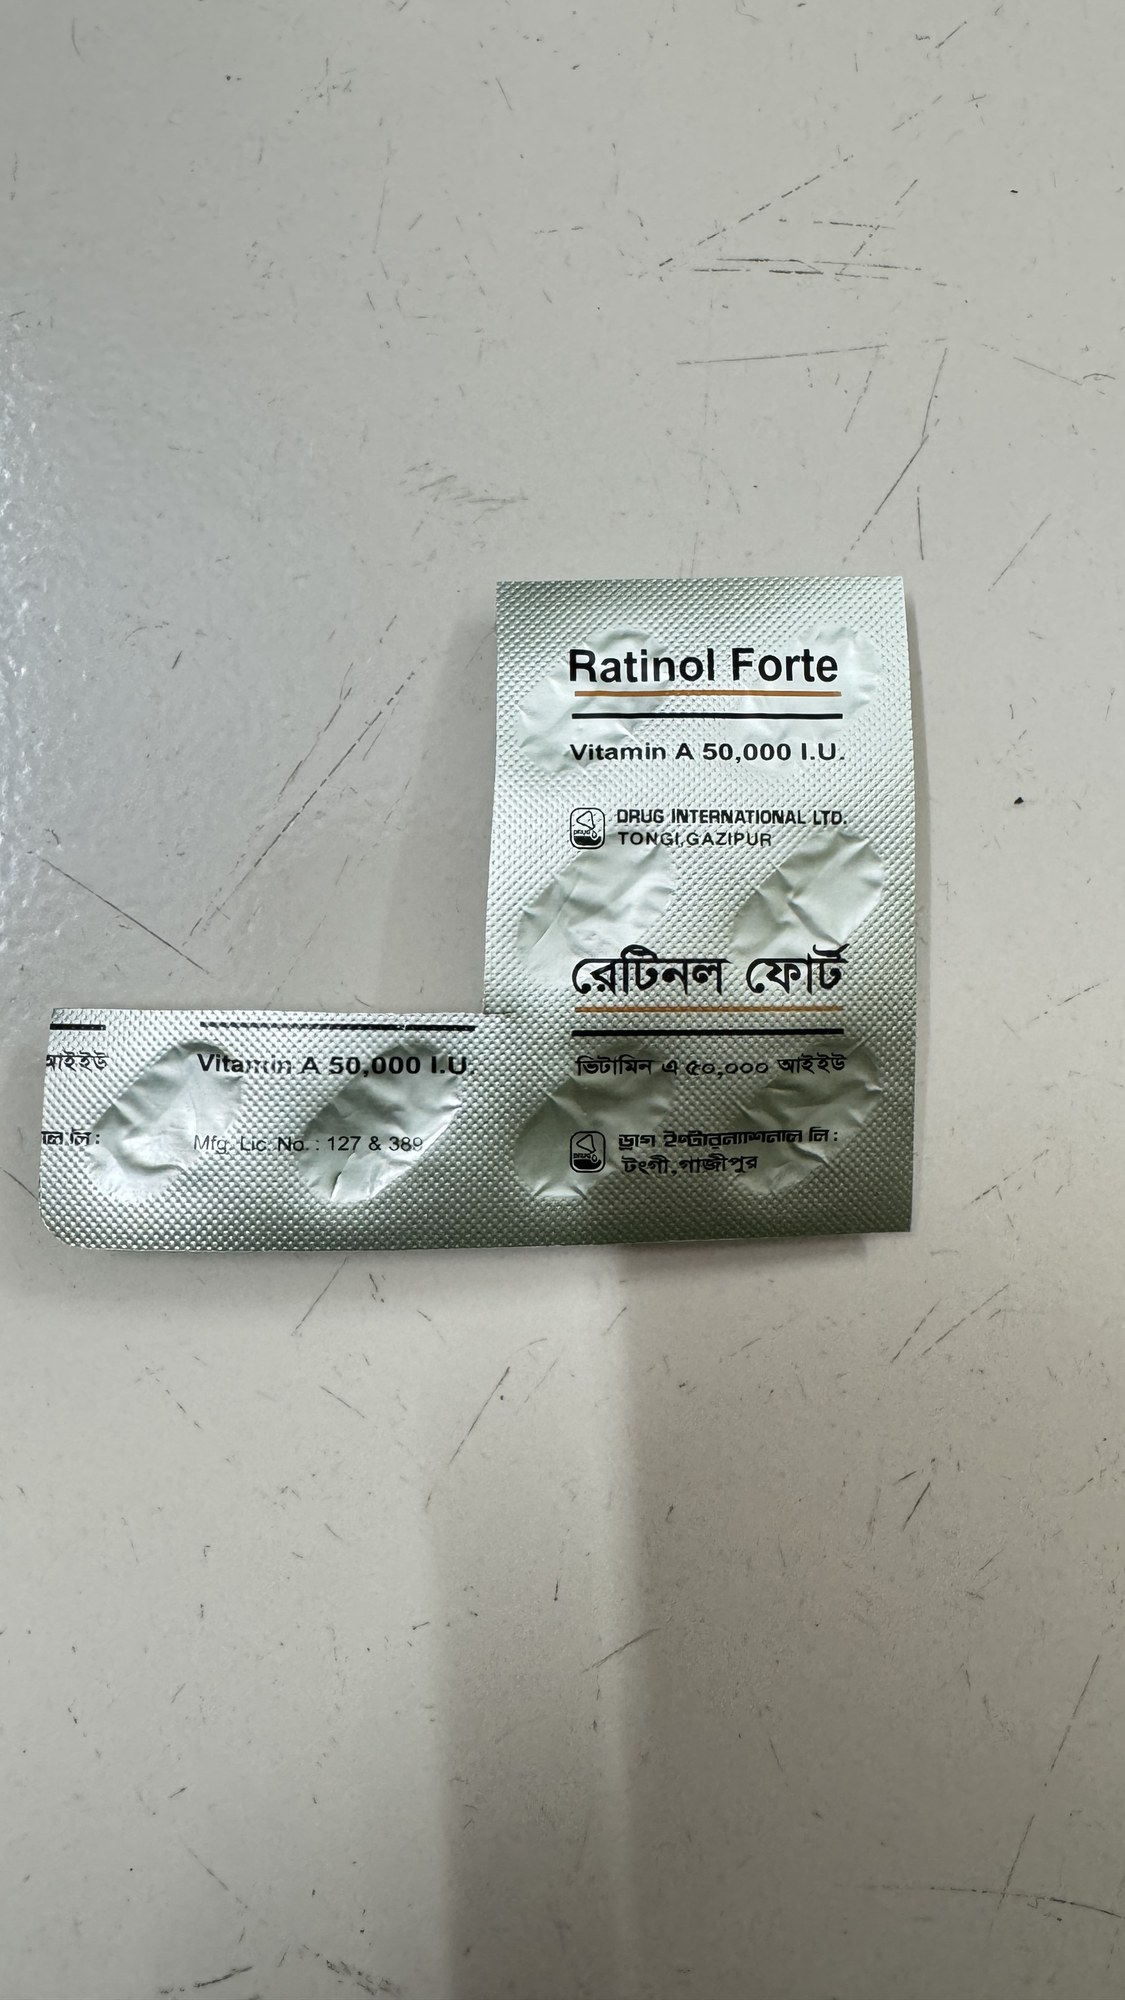 Ratinol Forte
Vitamin A 50,000 I.U.
DRUG INTERNATIONAL LTD.
TONGI,GAZIPUR
রেটিনল ফোর্ট
ভিটামিন এ ৫০,০০০ আইইউ
ড্রাগ ইন্টারন্যাশনাল লি:
টংগী,গাজীপুর
আইইউ
লি:
Vitamin A 50,000 I.U.
Mfg. Lic. No. : 127 & 389